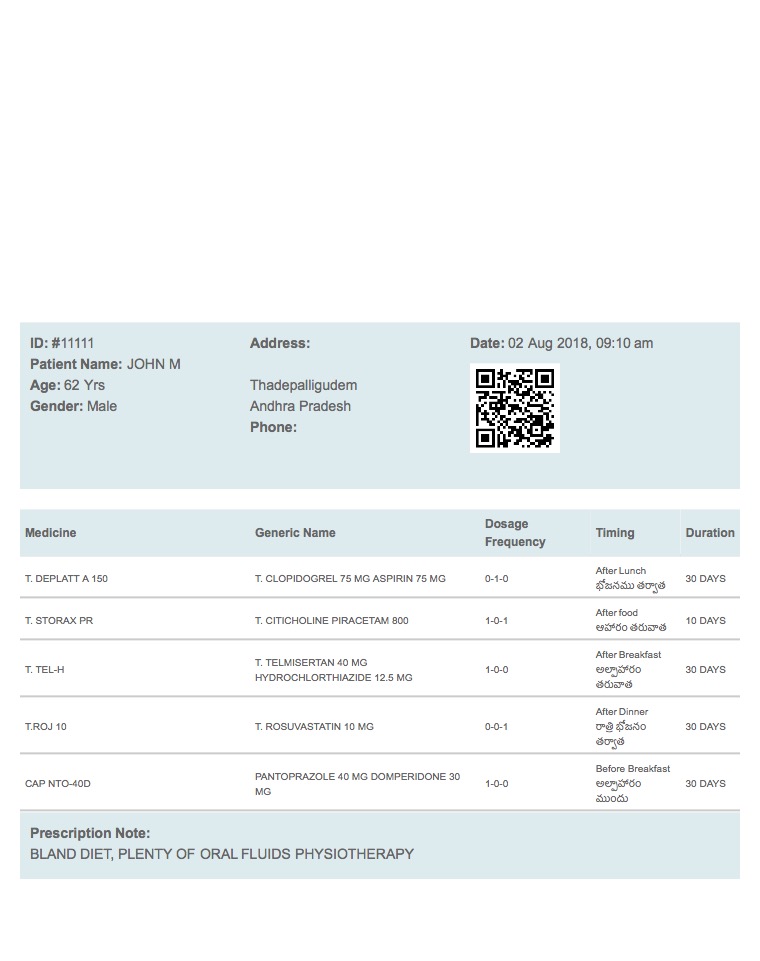 ID: #11111
Patient Name: JOHN M
Age: 62 Yrs
Gender: Male
Address:
Thadepalligudem
Andhra Pradesh
Phone:
Date: 02 Aug 2018, 09:10 am
Medicine Generic Name Dosage Frequency Timing Duration
T. DEPLATT A 150 T. CLOPIDOGREL 75 MG ASPIRIN 75 MG 0-1-0 After Lunch 30 DAYS
భోజనము తర్వాత
T. STORAX PR T. CITICHOLINE PIRACETAM 800 1-0-1 After food 10 DAYS
ఆహారం తరువాత
T. TEL-H T. TELMISERTAN 40 MG 1-0-0 After Breakfast 30 DAYS
HYDROCHLORTHIAZIDE 12.5 MG అల్పాహారం
తరువాత
T.ROJ 10 T. ROSUVASTATIN 10 MG 0-0-1 After Dinner 30 DAYS
రాత్రి భోజనం
తర్వాత
CAP NTO-40D PANTOPRAZOLE 40 MG DOMPERIDONE 30 1-0-0 Before Breakfast 30 DAYS
MG అల్పాహారం
ముందు
Prescription Note:
BLAND DIET, PLENTY OF ORAL FLUIDS PHYSIOTHERAPY